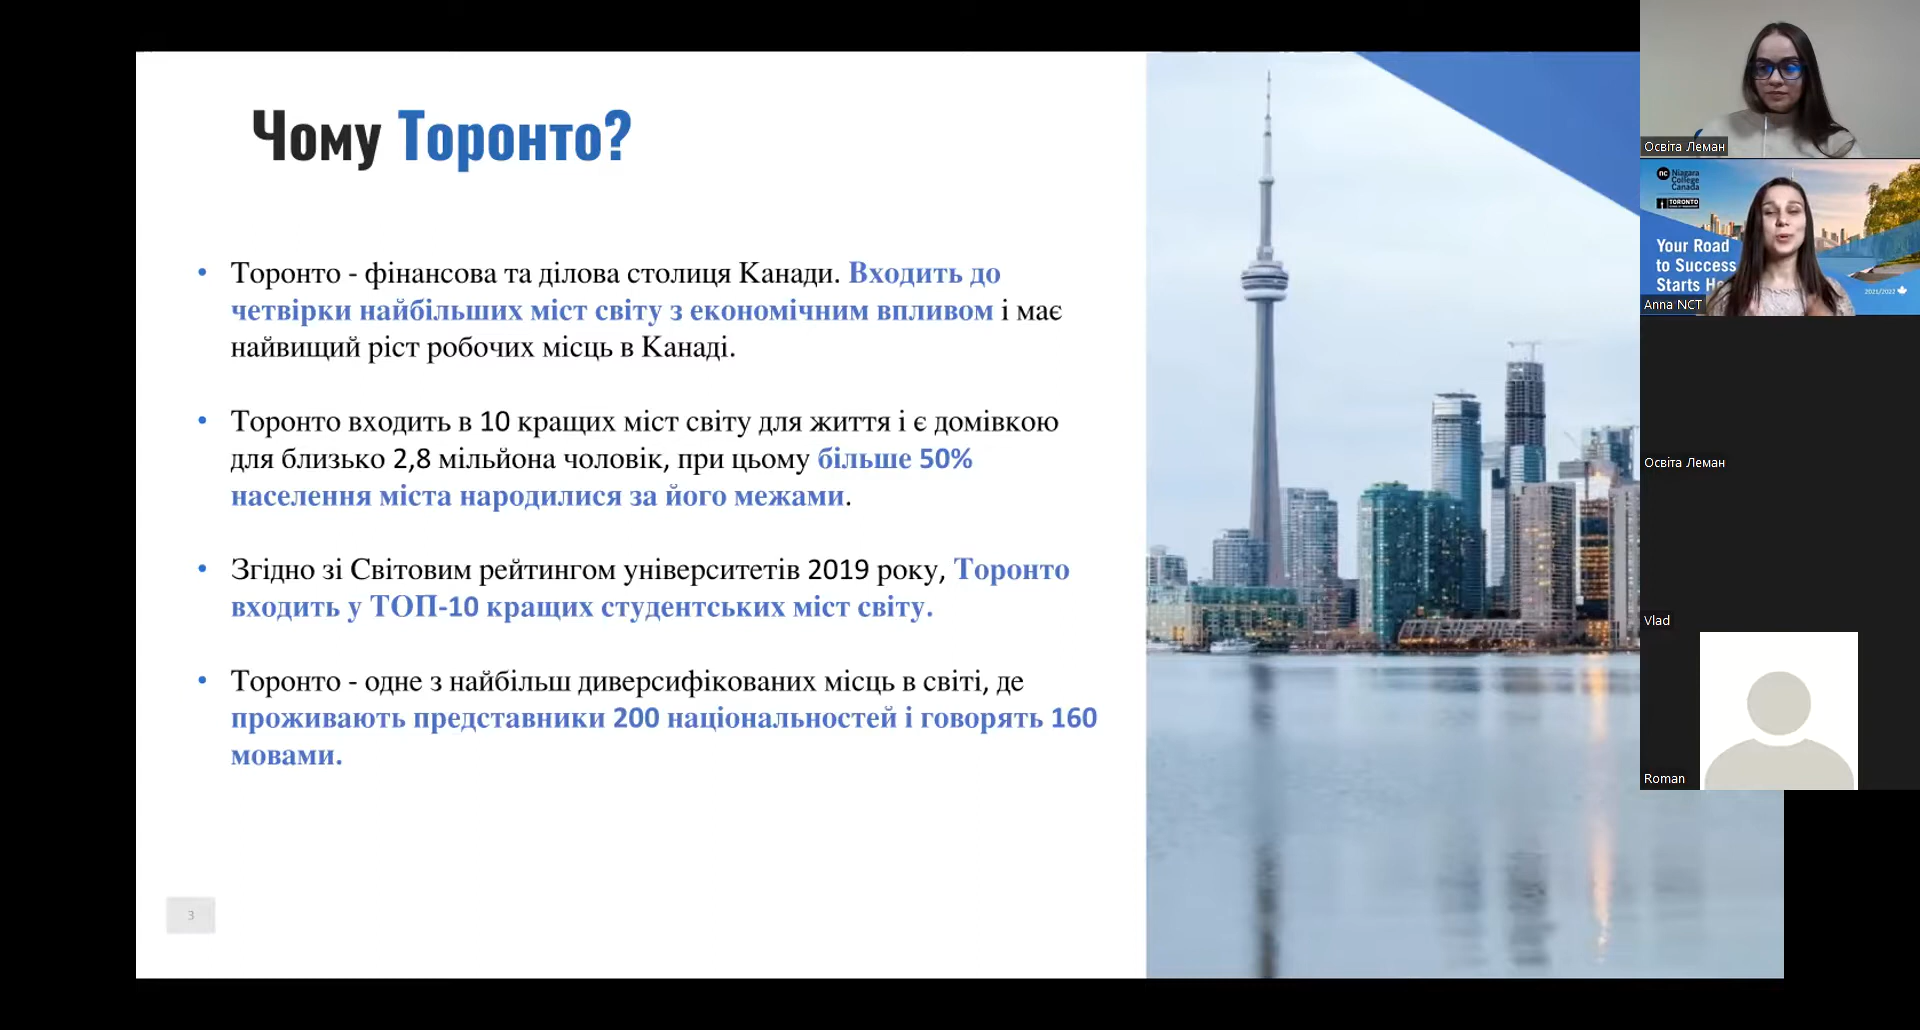 Чому Торонто?
Торонто - фінансова та ділова столиця Канади. Входить до
четвірки найбільших міст світу з економічним впливом і має
найвищий ріст робочих місць в Канаді.
Торонто входить в 10 кращих міст світу для життя і є домівкою
для близько 2,8 мільйона чоловік, при цьому більше 50%
населення міста народилися за його межами.
Згідно зі Світовим рейтингом університетів 2019 року, Торонто
входить у ТОП-10 кращих студентських міст світу.
Торонто - одне з найбільш диверсифікованих місць в світі, де
проживають представники 200 національностей і говорять 160
мовами.
3
Освіта Леман
nc
Niagara
College
Canada
TORONTO
Your Road
to Success
Starts
2021/2022
Anna NCT
Освіта Леман
Vlad
Roman